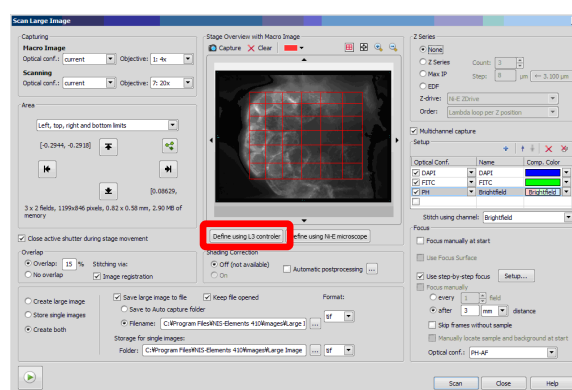 Scan Large Image
Capturing
Macro Image
Optical conf.: current Objective: 1: 4x
Scanning
Optical conf.: current Objective: 7: 20x
Area
Left, top, right and bottom limits
[-0.2944, -0.2918]
[0.08629,
3 x 2 fields, 1199x846 pixels, 0.82 x 0.58 mm, 2.90 MB of
memory
Close active shutter during stage movement
Overlap
Overlap: 15 % Stitching via:
No overlap Image registration
Create large image
Store single images
Create both
Save large image to file Keep file opened Format:
Save to Auto capture folder
Filename: C:¥Program Files¥NIS-Elements 410¥Images¥Large I ... tif
Storage for single images:
Folder: C:¥Program Files¥NIS-Elements 410¥Images¥Large Image ... tif
Stage Overview with Macro Image
Capture Clear
Define using L3 controler
efine using Ni-E microscope
Shading Correction
Off (not available)
On
Automatic postprocessing ...
Z Series
None
Z Series Count: 3
Max IP Step: 8 µm <- 3.100 µm
EDF
Z-drive: Ni-E ZDrive
Order: Lambda loop per Z position
Multichannel capture
Setup
Optical Conf. Name Comp. Color
DAPI DAPI
FITC FITC
PH Brightfield Brightfield
Stitch using channel: Brightfield
Focus
Focus manually at start
Use Focus Surface
Use step-by-step focus Setup...
Focus manually
every 1 field
after 3 mm distance
Skip frames without sample
Manually locate sample and background at start
Optical conf.: PH-AF
Scan Close Help